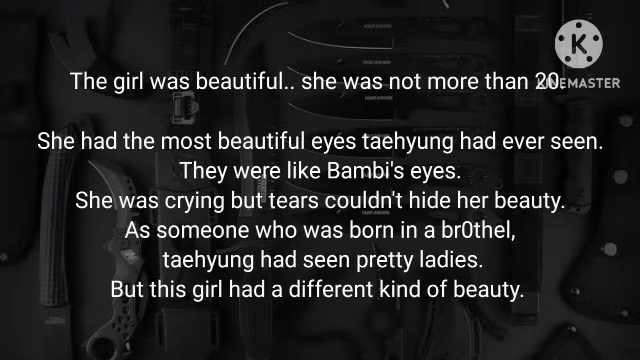 K
KINEMASTER
The girl was beautiful.. she was not more than 20.
She had the most beautiful eyes taehyung had ever seen.
They were like Bambi's eyes.
She was crying but tears couldn't hide her beauty.
As someone who was born in a br0thel,
taehyung had seen pretty ladies.
But this girl had a different kind of beauty.